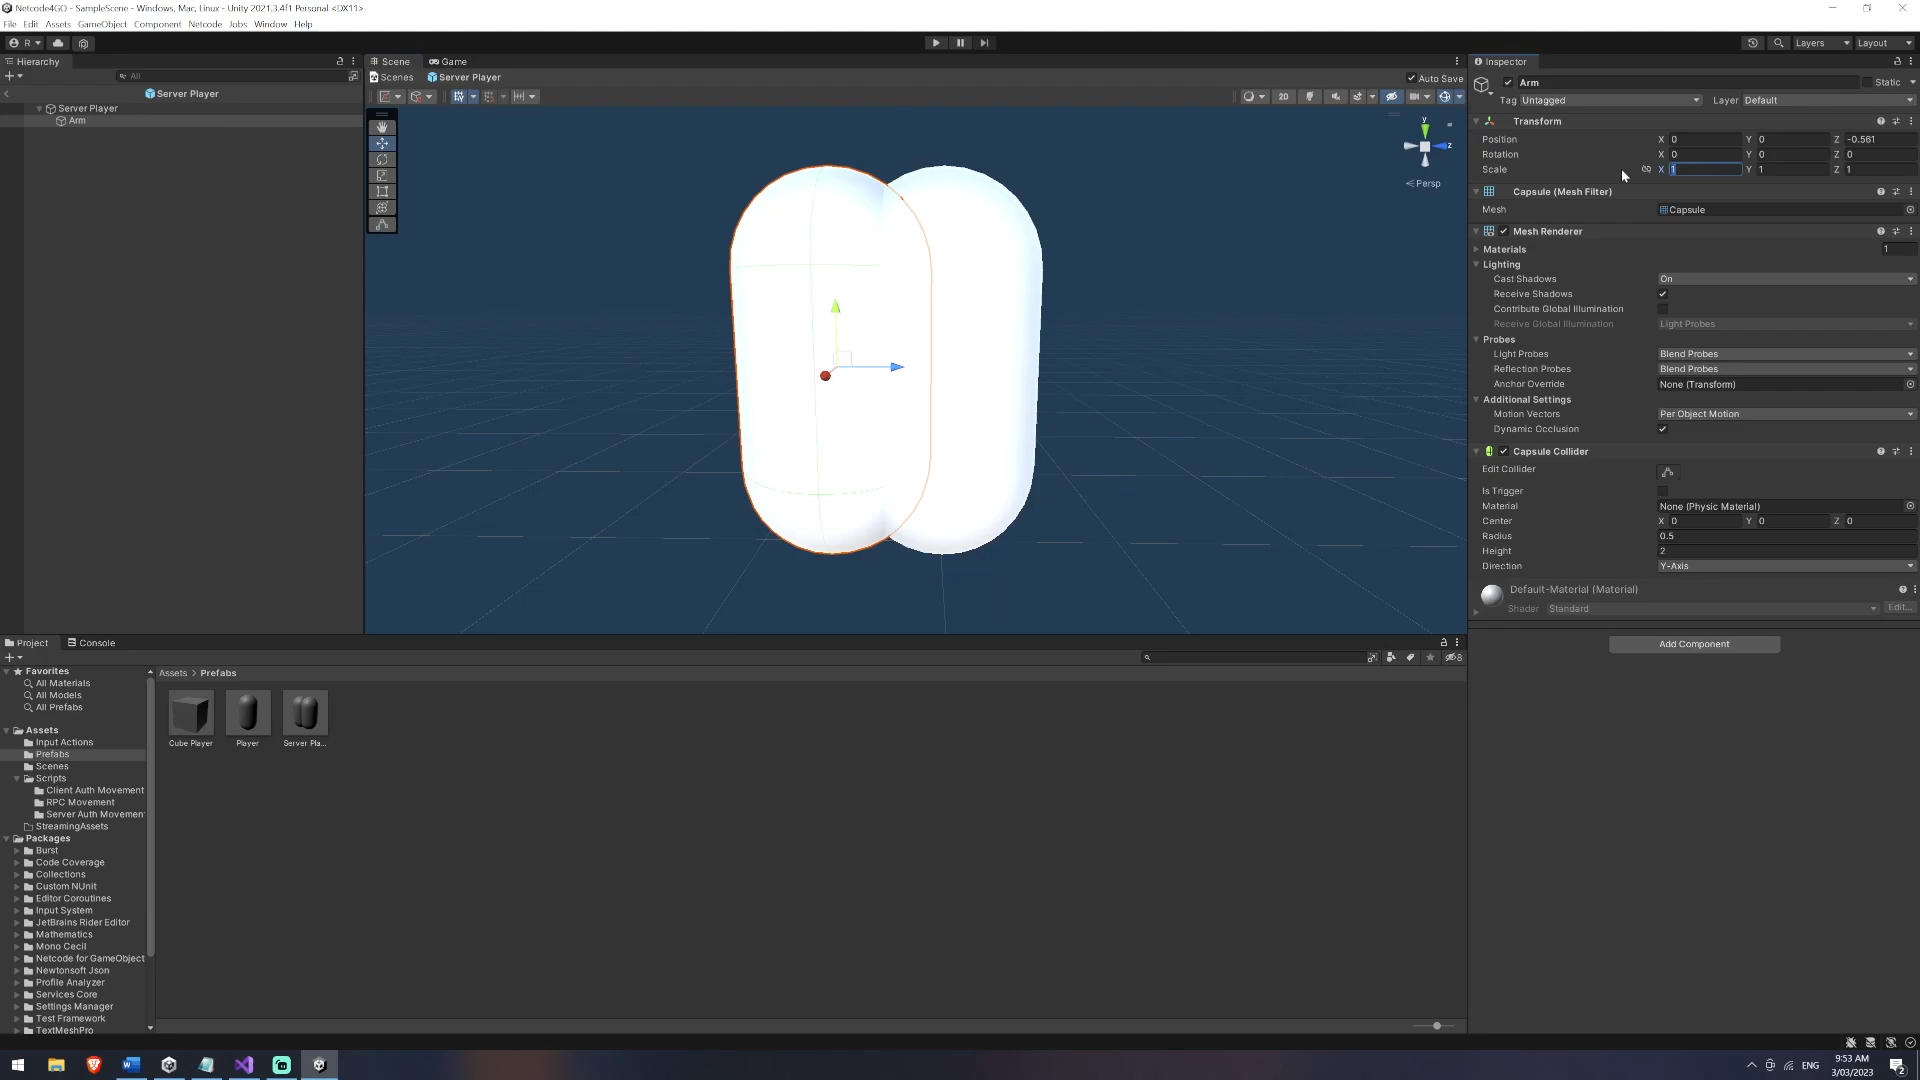 Netcode4GO - SampleScene - Windows, Mac, Linux - Unity 2021.3.4f1 Personal <DX11>
File Edit Assets GameObject Component Netcode Jobs Window Help
R
Layers Layout
Hierarchy
All
Server Player
Server Player
Arm
Scene Game
Scenes Server Player Auto Save
2D
y
z
Persp
Inspector
Arm Static
Tag Untagged Layer Default
Transform
Position X 0 Y 0 Z -0.561
Rotation X 0 Y 0 Z 0
Scale X 1 Y 1 Z 1
Capsule (Mesh Filter)
Mesh Capsule
Mesh Renderer
Materials 1
Lighting
Cast Shadows On
Receive Shadows
Contribute Global Illumination
Receive Global Illumination Light Probes
Probes
Light Probes Blend Probes
Reflection Probes Blend Probes
Anchor Override None (Transform)
Additional Settings
Motion Vectors Per Object Motion
Dynamic Occlusion
Capsule Collider
Edit Collider
Is Trigger
Material None (Physic Material)
Center X 0 Y 0 Z 0
Radius 0.5
Height 2
Direction Y-Axis
Default-Material (Material)
Shader Standard Edit...
Add Component
Project Console
8
Favorites
All Materials
All Models
All Prefabs
Assets
Input Actions
Prefabs
Scenes
Scripts
Client Auth Movement
RPC Movement
Server Auth Movemen
StreamingAssets
Packages
Burst
Code Coverage
Collections
Custom NUnit
Editor Coroutines
Input System
JetBrains Rider Editor
Mathematics
Mono Cecil
Netcode for GameObject
Newtonsoft Json
Profile Analyzer
Services Core
Settings Manager
Test Framework
TextMeshPro
Assets > Prefabs
Cube Player Player Server Pla...
ENG
9:53 AM
3/03/2023
2